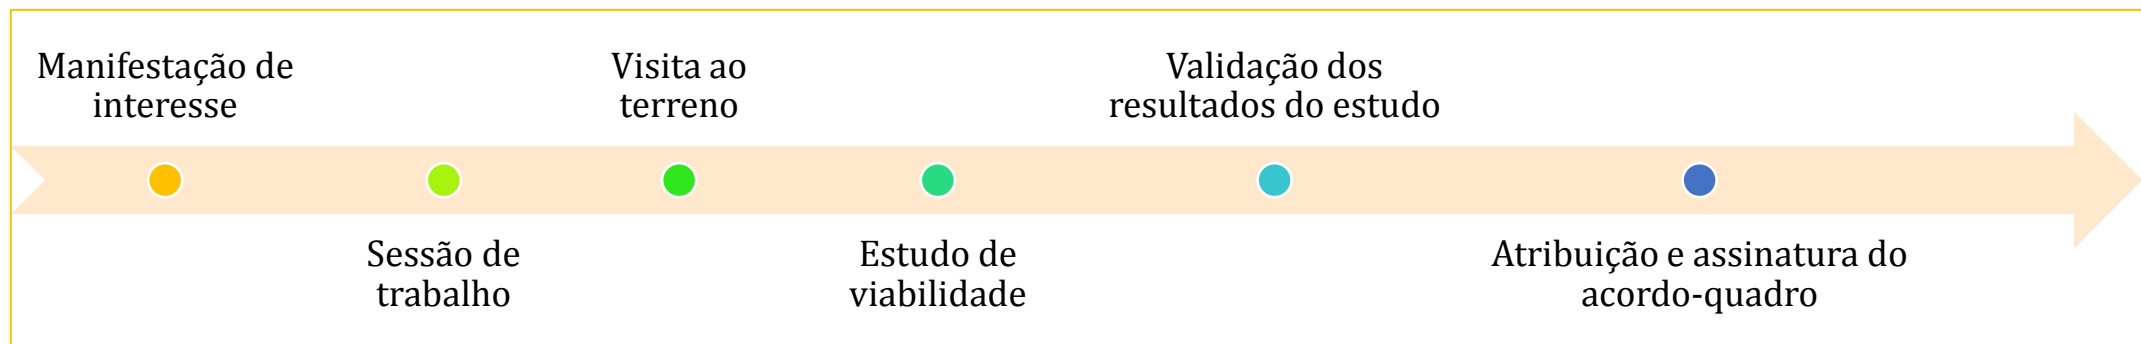 Manifestação de
interesse
Sessão de
trabalho
Visita ao
terreno
Estudo de
viabilidade
Validação dos
resultados do estudo
Atribuição e assinatura do
acordo-quadro